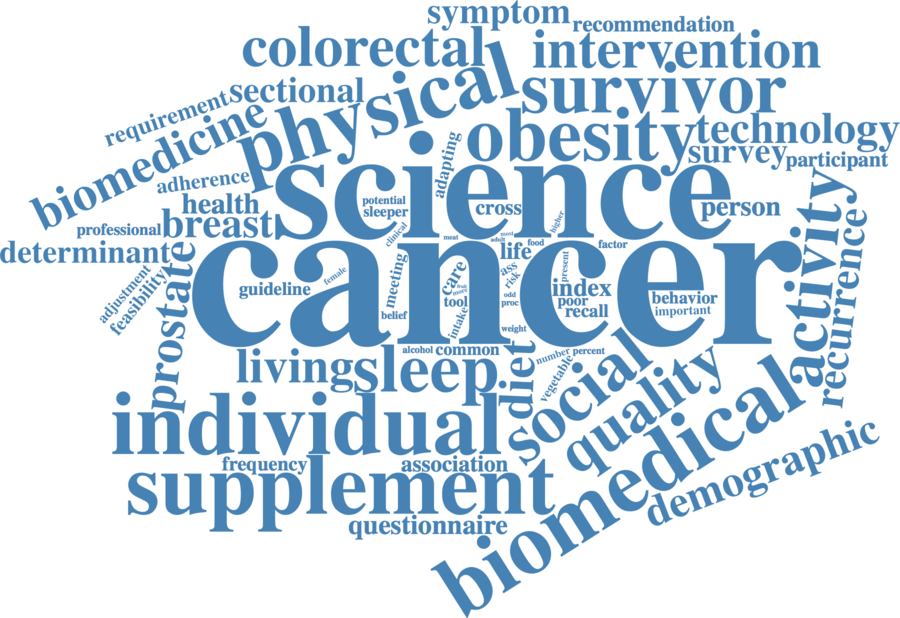 symptom
recommendation
colorectal
intervention
physical
survivor
sectional
requirement
biomedicine
obesity
technology
survey
participant
adapting
adherence
science
health
potential
sleeper
cross
higher
person
professional
breast
clinical
meat
adult
most
food
factor
life
determinant
cancer
activity
recurrence
prostate
adjustment
feasibility
guideline
female
meeting
care
fruit
more
ass
risk
present
index
odd
proc
tool
poor
recall
behavior
important
belief
intake
weight
alcohol
common
number
percent
vegetable
living
sleep
diet
social
quality
individual
biomedical
demographic
frequency
association
supplement
questionnaire